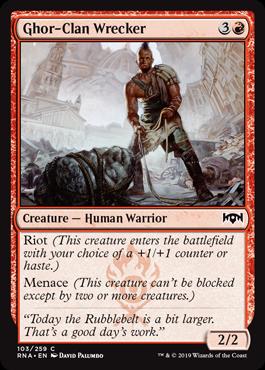 Ghor-Clan Wrecker 3
Creature — Human Warrior
RNA
Riot (This creature enters the battlefield
with your choice of a +1/+1 counter or
haste.)
Menace (This creature can't be blocked
except by two or more creatures.)
"Today the Rubblebelt is a bit larger.
That's a good day's work."
2/2
103/259 C
RNA • EN DAVID PALUMBO
™ & © 2019 Wizards of the Coast